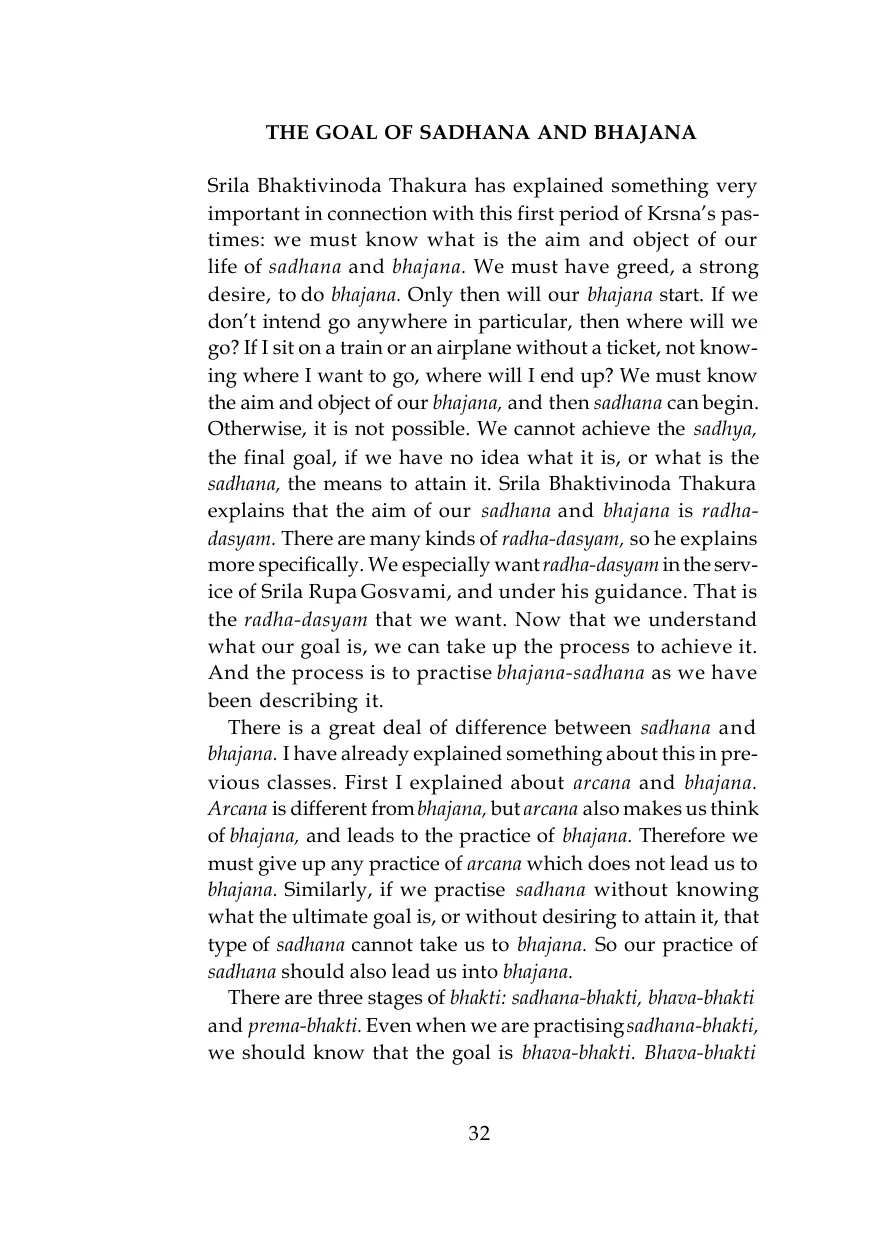 THE GOAL OF SADHANA AND BHAJANA
Srila Bhaktivinoda Thakura has explained something very
important in connection with this first period of Krsna’s pas-
times: we must know what is the aim and object of our
life of sadhana and bhajana. We must have greed, a strong
desire, to do bhajana. Only then will our bhajana start. If we
don’t intend go anywhere in particular, then where will we
go? If I sit on a train or an airplane without a ticket, not know-
ing where I want to go, where will I end up? We must know
the aim and object of our bhajana, and then sadhana can begin.
Otherwise, it is not possible. We cannot achieve the sadhya,
the final goal, if we have no idea what it is, or what is the
sadhana, the means to attain it. Srila Bhaktivinoda Thakura
explains that the aim of our sadhana and bhajana is radha-
dasyam. There are many kinds of radha-dasyam, so he explains
more specifically. We especially want radha-dasyam in the serv-
ice of Srila Rupa Gosvami, and under his guidance. That is
the radha-dasyam that we want. Now that we understand
what our goal is, we can take up the process to achieve it.
And the process is to practise bhajana-sadhana as we have
been describing it.
There is a great deal of difference between sadhana and
bhajana. I have already explained something about this in pre-
vious classes. First I explained about arcana and bhajana.
Arcana is different from bhajana, but arcana also makes us think
of bhajana, and leads to the practice of bhajana. Therefore we
must give up any practice of arcana which does not lead us to
bhajana. Similarly, if we practise sadhana without knowing
what the ultimate goal is, or without desiring to attain it, that
type of sadhana cannot take us to bhajana. So our practice of
sadhana should also lead us into bhajana.
There are three stages of bhakti: sadhana-bhakti, bhava-bhakti
and prema-bhakti. Even when we are practising sadhana-bhakti,
we should know that the goal is bhava-bhakti. Bhava-bhakti
32